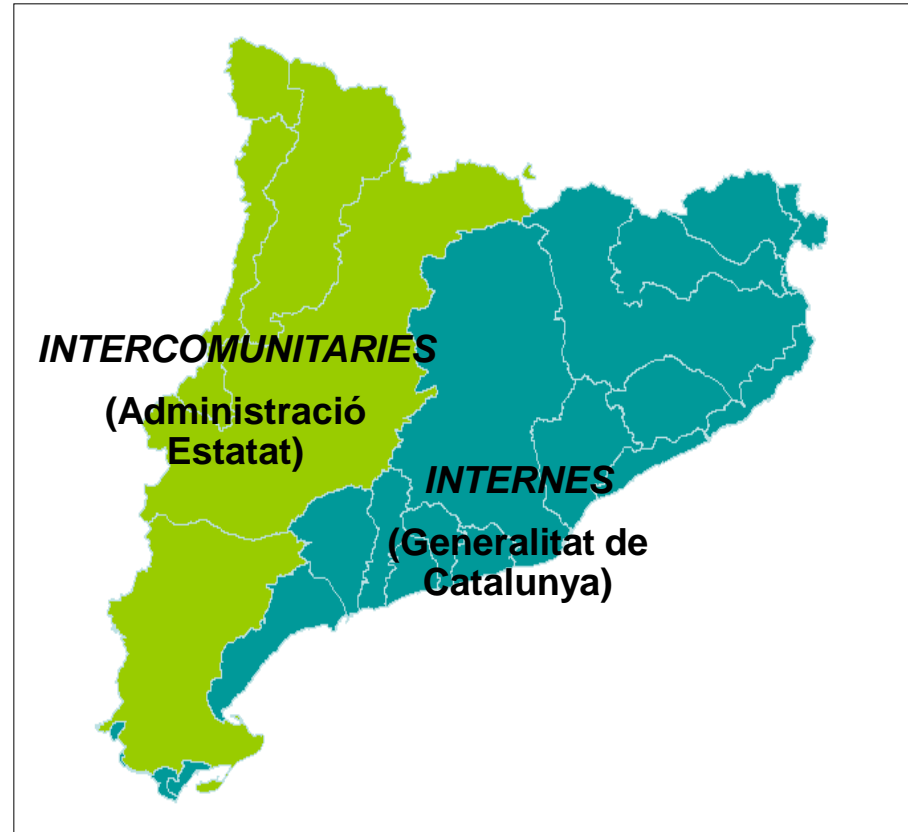 INTERCOMUNITARIES
(Administració
Estatat)
INTERNES
(Generalitat de
Catalunya)